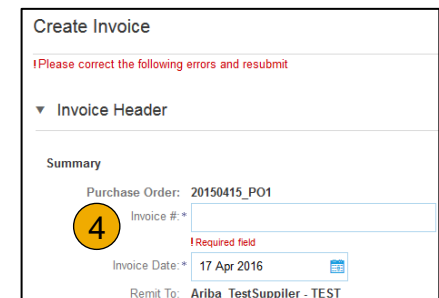 Create Invoice
!Please correct the following errors and resubmit
▼ Invoice Header
Summary
Purchase Order: 20150415_PO1
4
Invoice #:*
! Required field
Invoice Date:* 17 Apr 2016
Remit To: Ariba_TestSuppiler - TEST